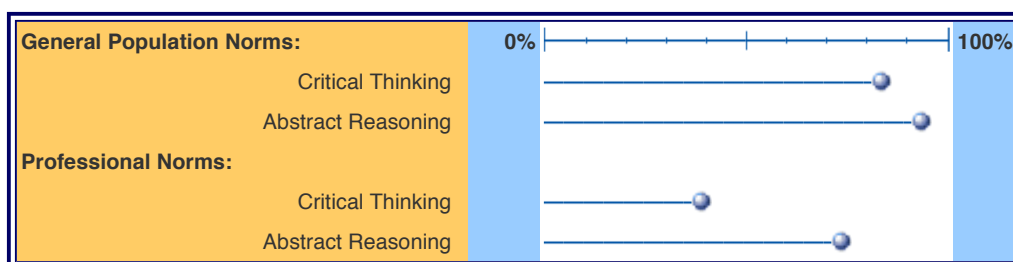 General Population Norms: 0% 100%
Critical Thinking
Abstract Reasoning
Professional Norms:
Critical Thinking
Abstract Reasoning